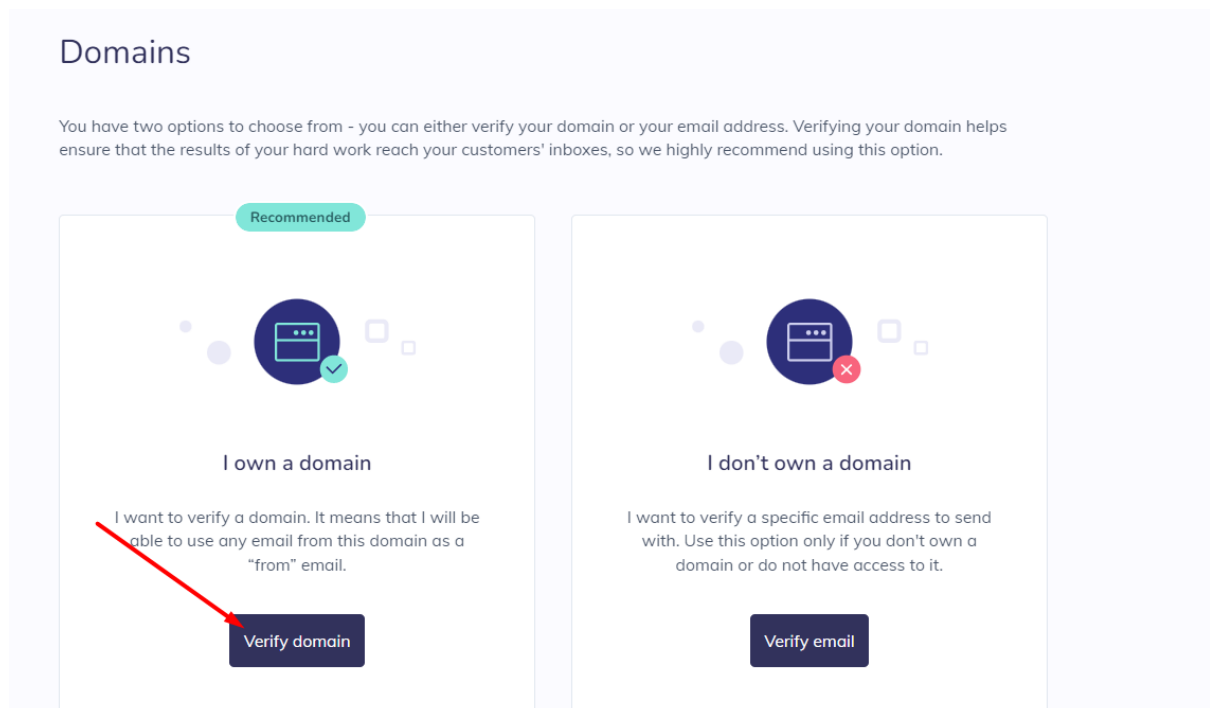 Domains
You have two options to choose from - you can either verify your domain or your email address. Verifying your domain helps
ensure that the results of your hard work reach your customers' inboxes, so we highly recommend using this option.
Recommended
I own a domain
I want to verify a domain. It means that I will be
able to use any email from this domain as a
“from” email.
Verify domain
I don’t own a domain
I want to verify a specific email address to send
with. Use this option only if you don't own a
domain or do not have access to it.
Verify email